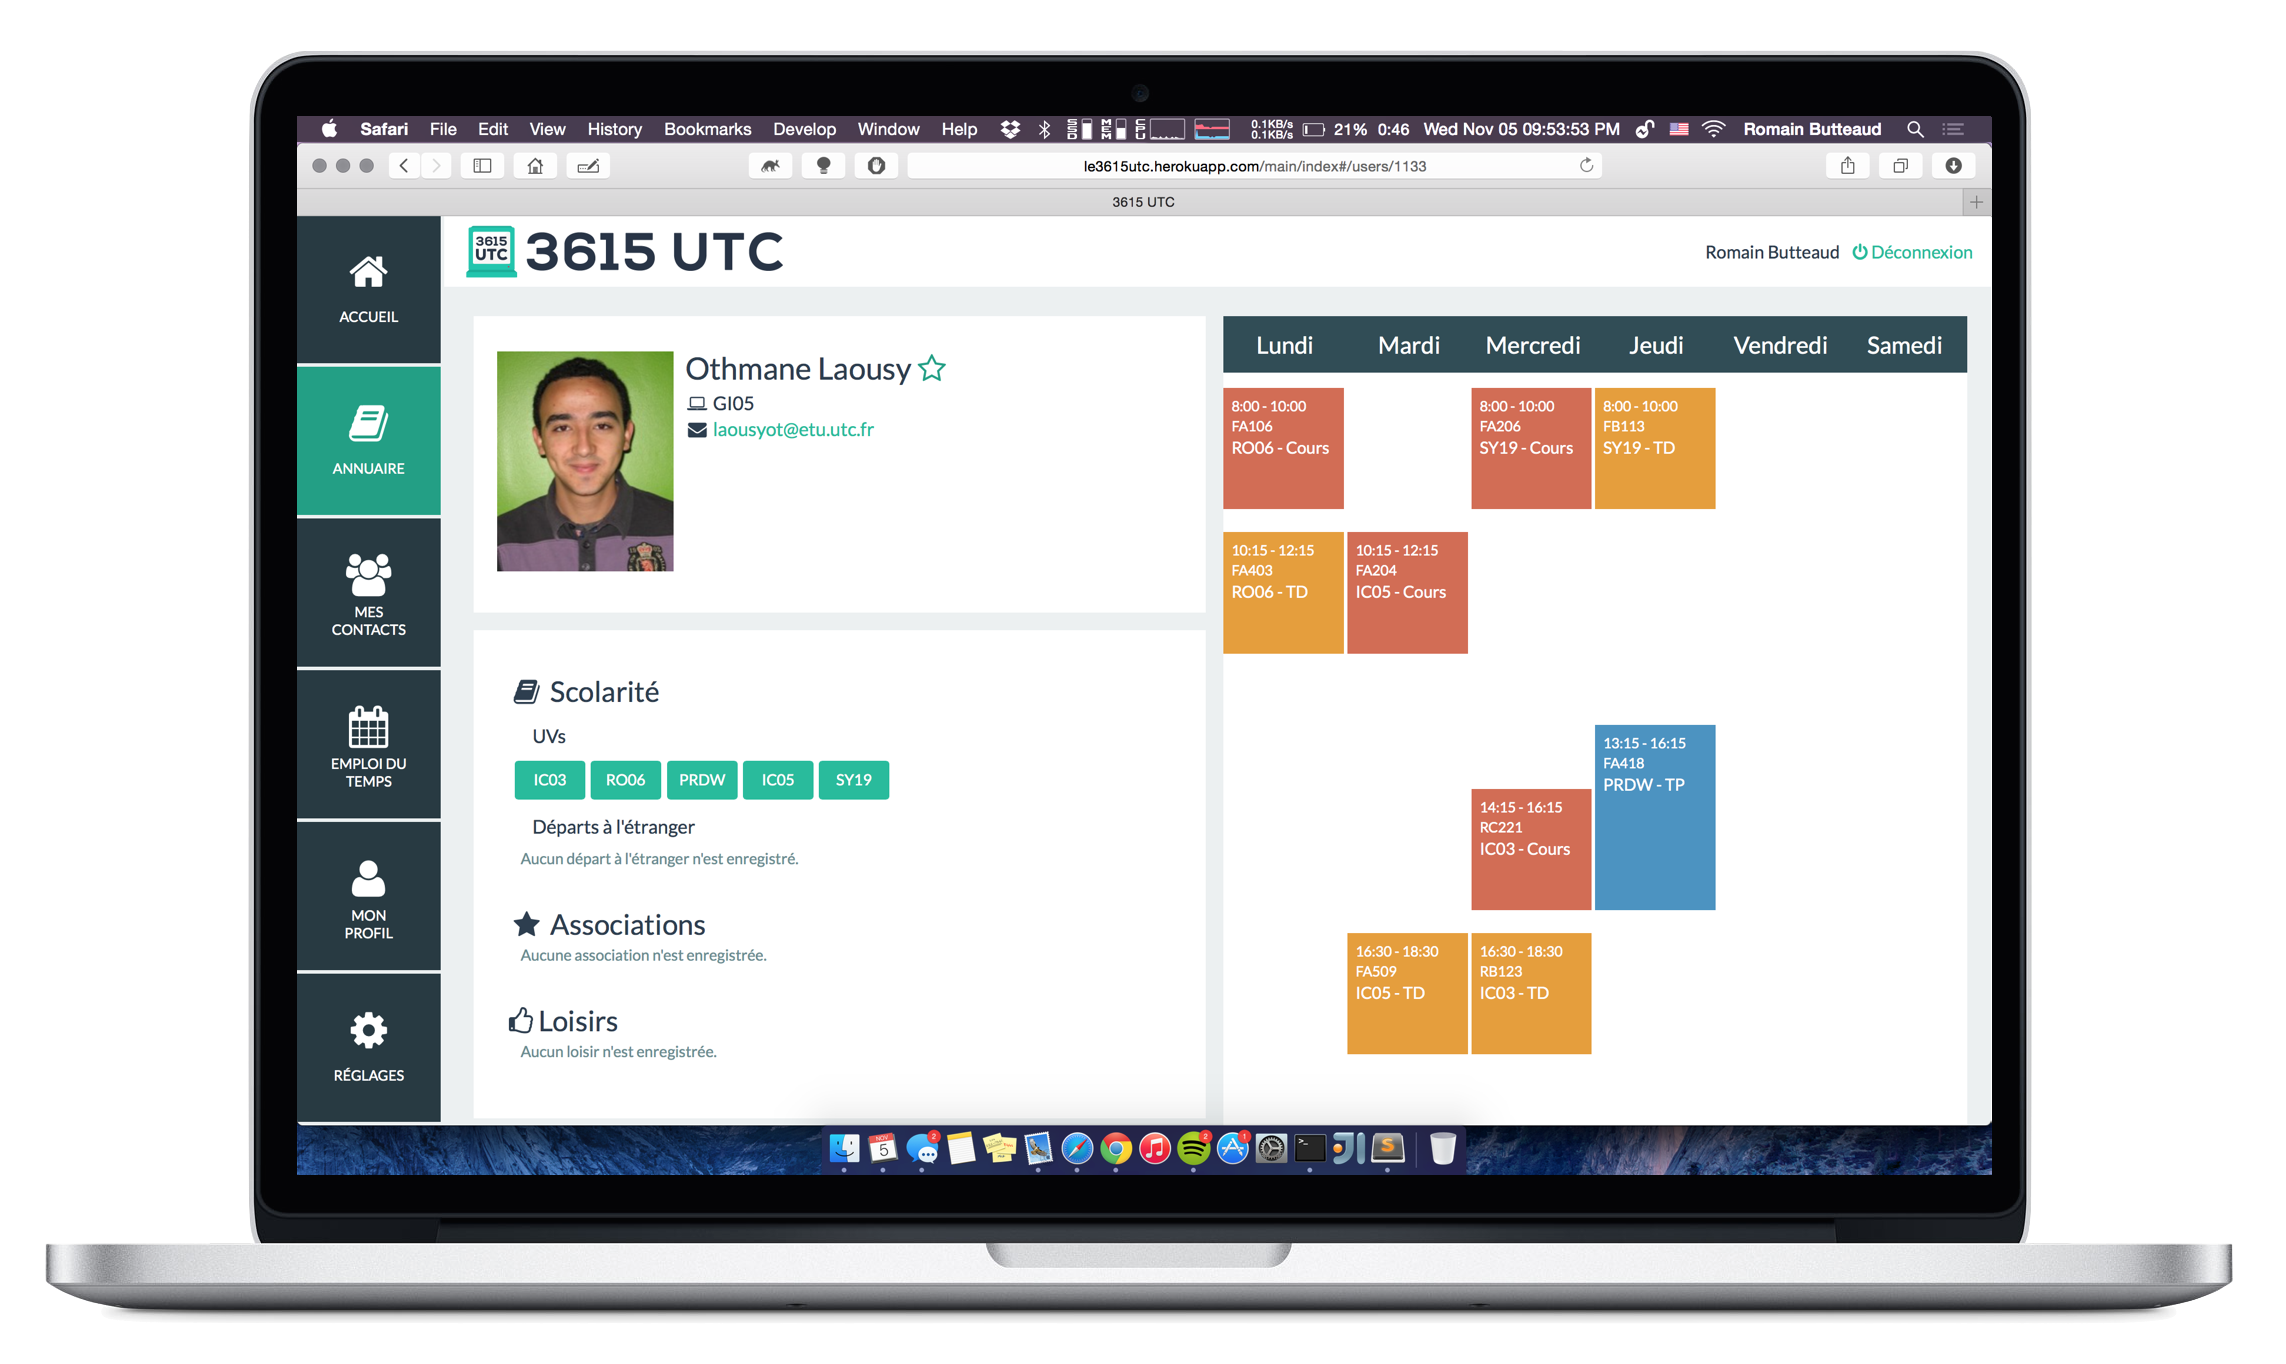 Safari File Edit View History Bookmarks Develop Window Help
0.1KB/s
0.1KB/s
21% 0:46 Wed Nov 05 09:53:53 PM Romain Butteaud
le3615utc.herokuapp.com/main/index#/users/1133
3615 UTC
ACCUEIL
ANNUAIRE
MES
CONTACTS
EMPLOI DU
TEMPS
MON
PROFIL
RÉGLAGES
3615
UTC
3615 UTC
Romain Butteaud Déconnexion
Othmane Laousy
GI05
laousyot@etu.utc.fr
Scolarité
UVs
IC03 RO06 PRDW IC05 SY19
Départs à l'étranger
Aucun départ à l'étranger n'est enregistré.
Associations
Aucune association n'est enregistrée.
Loisirs
Aucun loisir n'est enregistrée.
Lundi Mardi Mercredi Jeudi Vendredi Samedi
8:00 - 10:00
FA106
RO06 - Cours
8:00 - 10:00
FA206
SY19 - Cours
8:00 - 10:00
FB113
SY19 - TD
10:15 - 12:15
FA403
RO06 - TD
10:15 - 12:15
FA204
IC05 - Cours
13:15 - 16:15
FA418
PRDW - TP
14:15 - 16:15
RC221
IC03 - Cours
16:30 - 18:30
FA509
IC05 - TD
16:30 - 18:30
RB123
IC03 - TD
NOV
5
2
2
1
S